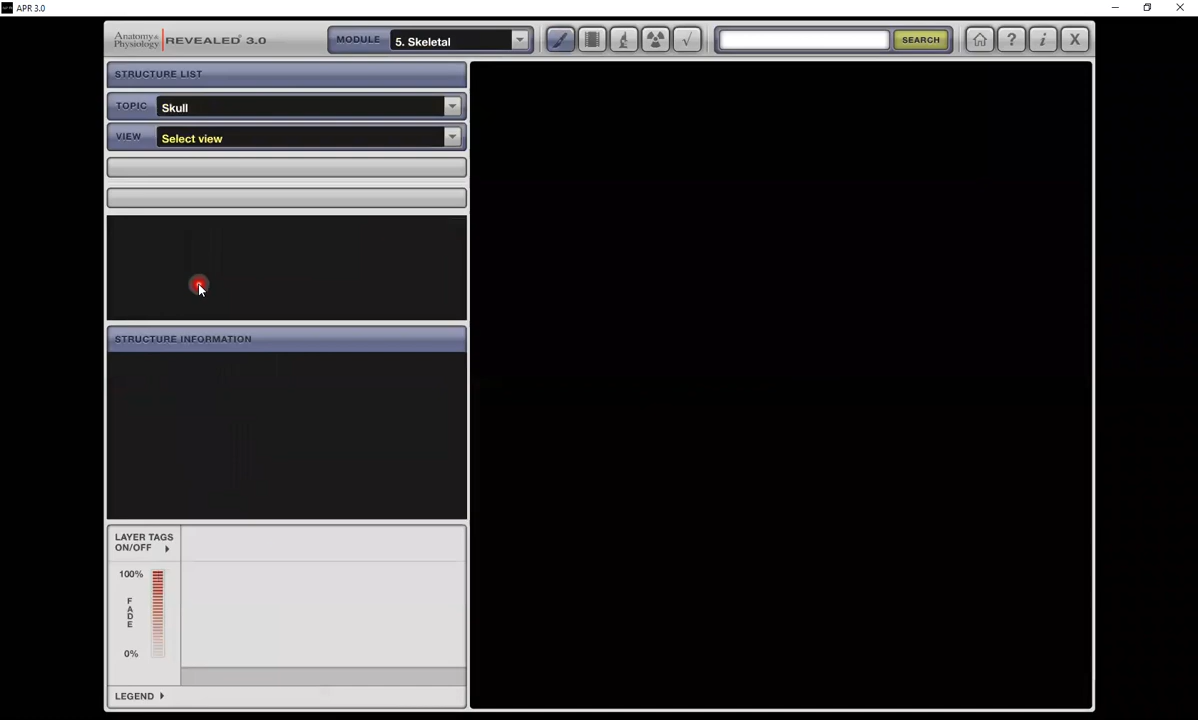 APR 3.0
Anatomy & Physiology REVEALED® 3.0
MODULE 5. Skeletal
SEARCH
STRUCTURE LIST
TOPIC Skull
VIEW Select view
STRUCTURE INFORMATION
LAYER TAGS
ON/OFF
100%
FADE
0%
LEGEND